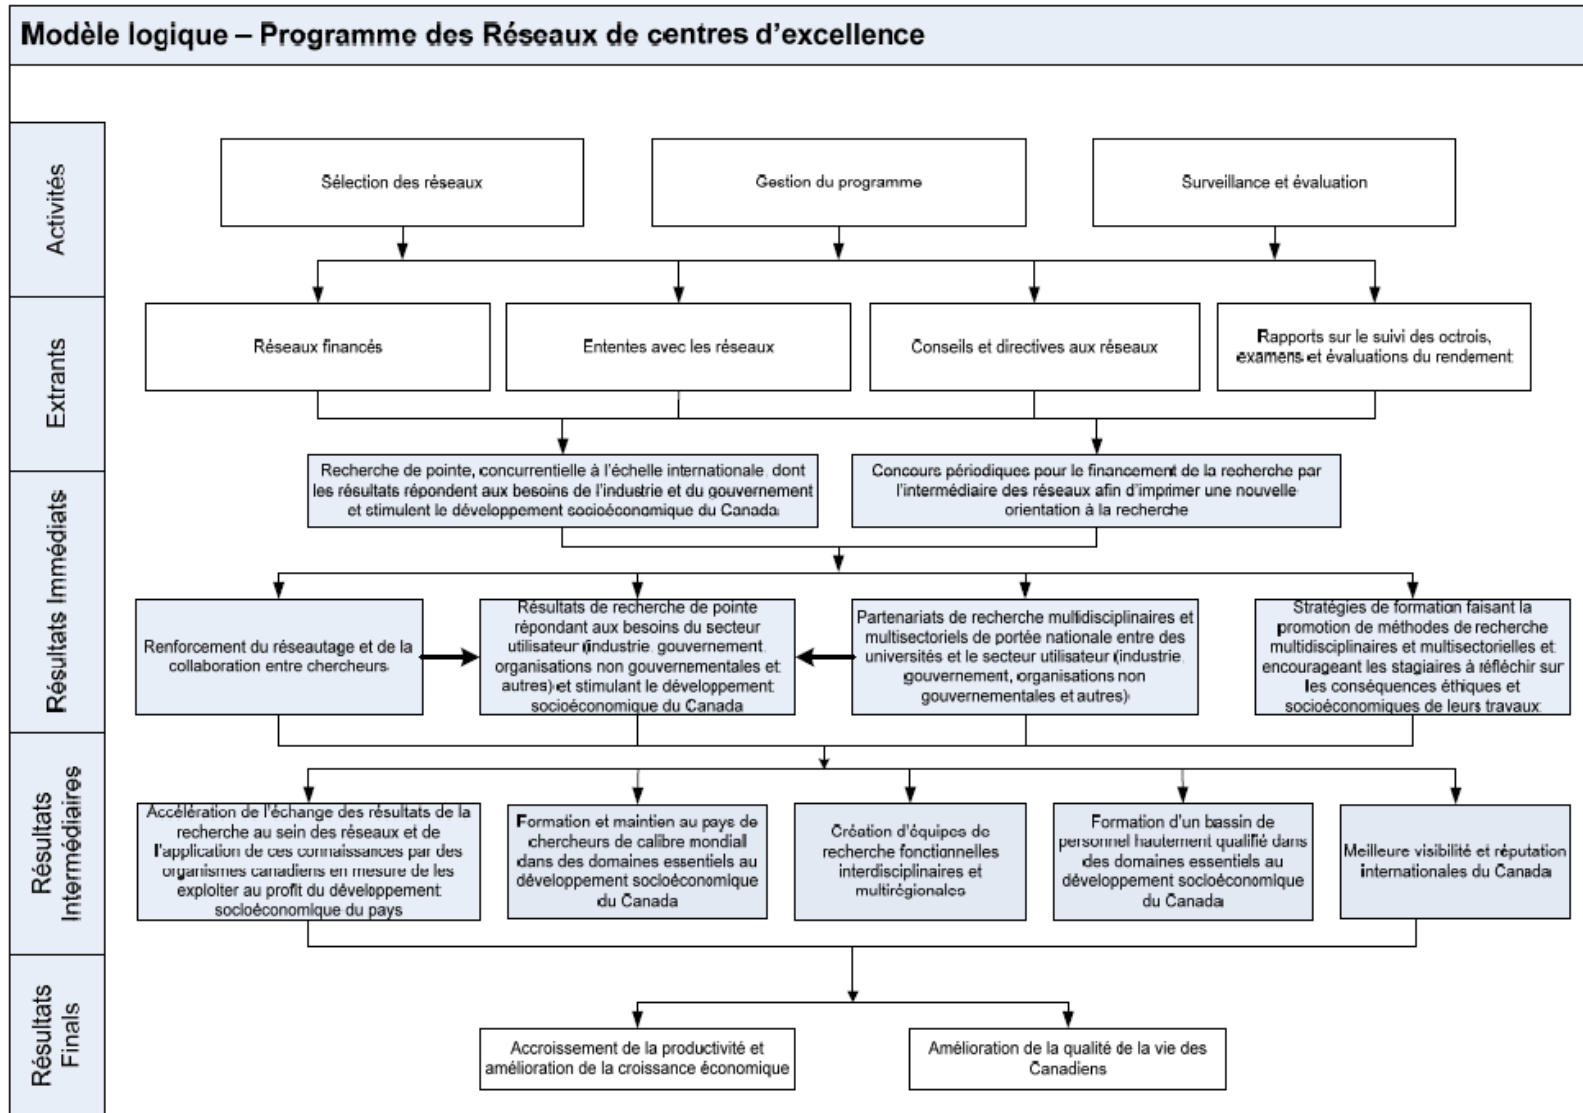 Modèle logique – Programme des Réseaux de centres d'excellence
Activités
Sélection des réseaux
Gestion du programme
Surveillance et évaluation
Extrants
Réseaux financés
Ententes avec les réseaux
Conseils et directives aux réseaux
Rapports sur le suivi des octrois,
examens et évaluations du rendement
Résultats Immédiats
Recherche de pointe, concurrentielle à l'échelle internationale, dont
les résultats répondent aux besoins de l'industrie et du gouvernement
et stimulent le développement socioéconomique du Canada
Concours périodiques pour le financement de la recherche par
l'intermédiaire des réseaux afin d'imprimer une nouvelle
orientation à la recherche
Renforcement du réseautage et de la
collaboration entre chercheurs
Résultats de recherche de pointe
répondant aux besoins du secteur
utilisateur (industrie, gouvernement,
organisations non gouvernementales et
autres) et stimulant le développement
socioéconomique du Canada
Partenariats de recherche multidisciplinaires et
multisectoriels de portée nationale entre des
universités et le secteur utilisateur (industrie,
gouvernement, organisations non
gouvernementales et autres)
Stratégies de formation faisant la
promotion de méthodes de recherche
multidisciplinaires et multisectorielles et
encourageant les stagiaires à réfléchir sur
les conséquences éthiques et
socioéconomiques de leurs travaux
Résultats
Intermédiaires
Accélération de l'échange des résultats de la
recherche au sein des réseaux et de
l'application de ces connaissances par des
organismes canadiens en mesure de les
exploiter au profit du développement
socioéconomique du pays
Formation et maintien au pays de
chercheurs de calibre mondial
dans des domaines essentiels au
développement socioéconomique
du Canada
Création d'équipes de
recherche fonctionnelles
interdisciplinaires et
multirégionales
Formation d'un bassin de
personnel hautement qualifié dans
des domaines essentiels au
développement socioéconomique
du Canada
Meilleure visibilité et réputation
internationales du Canada
Résultats
Finals
Accroissement de la productivité et
amélioration de la croissance économique
Amélioration de la qualité de la vie des
Canadiens